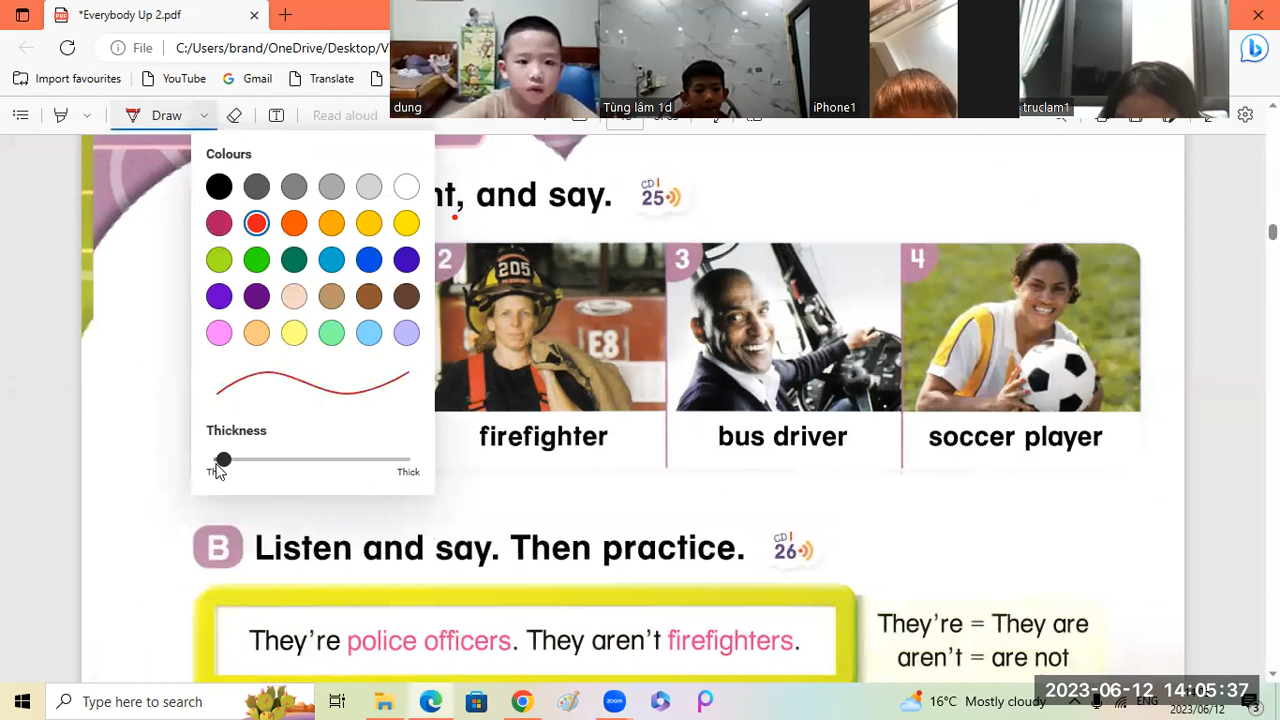 *Everybody Up 2.pdf
File
C:/Users/brand/OneDrive/Desktop/V
Import favourites
YouTube
Gmail
Translate
dung
Tùng lâm 1d
iPhone1
truclam1
Draw
Read aloud
Colours
Thickness
Thick
nt, and say.
CD 1
25
205
E8
2
3
4
firefighter
bus driver
soccer player
B Listen and say. Then practice.
CD 1
26
They're police officers. They aren't firefighters.
They're = They are
aren't = are not
Type here to search
zoom
16°C Mostly cloudy
ENG
2023-06-12 14:05:37
2023/06/12
3